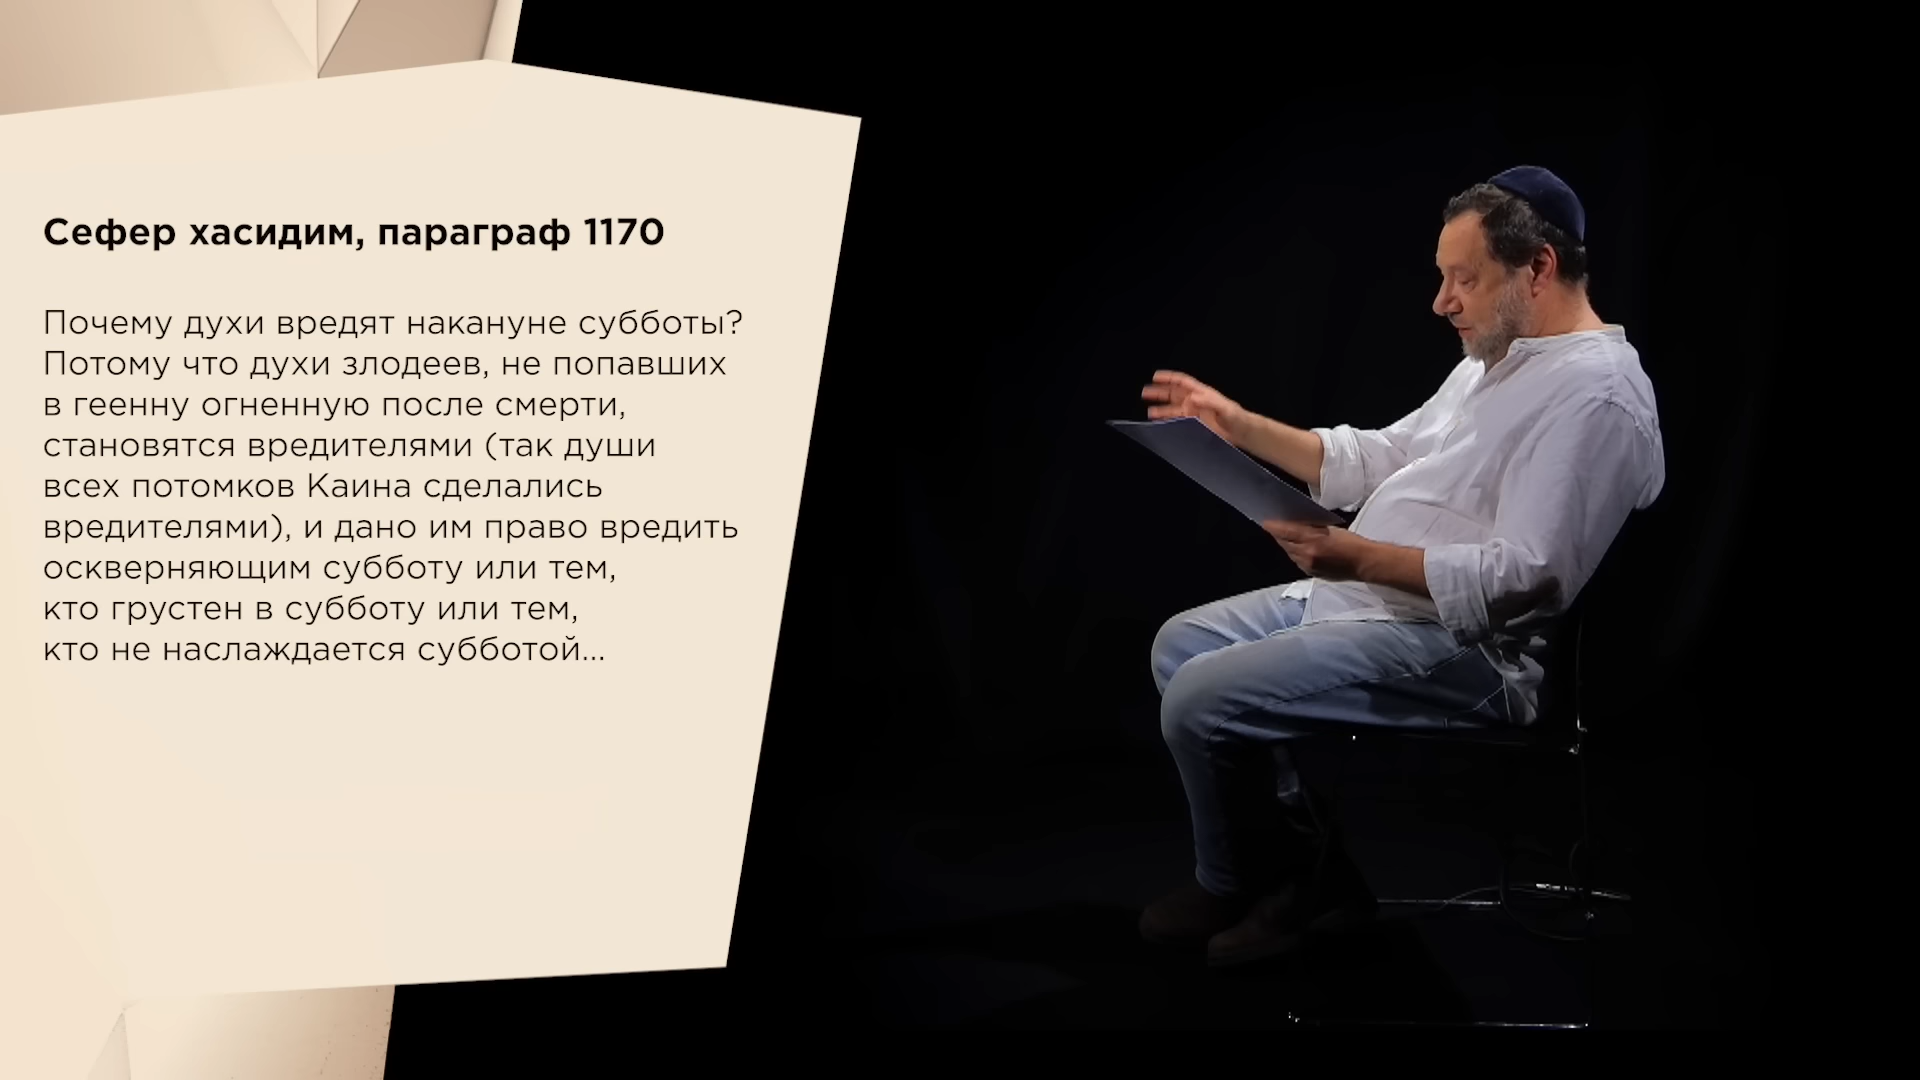 Сефер хасидим, параграф 1170
Почему духи вредят накануне субботы?
Потому что духи злодеев, не попавших
в геенну огненную после смерти,
становятся вредителями (так души
всех потомков Каина сделались
вредителями), и дано им право вредить
оскверняющим субботу или тем,
кто грустен в субботу или тем,
кто не наслаждается субботой...